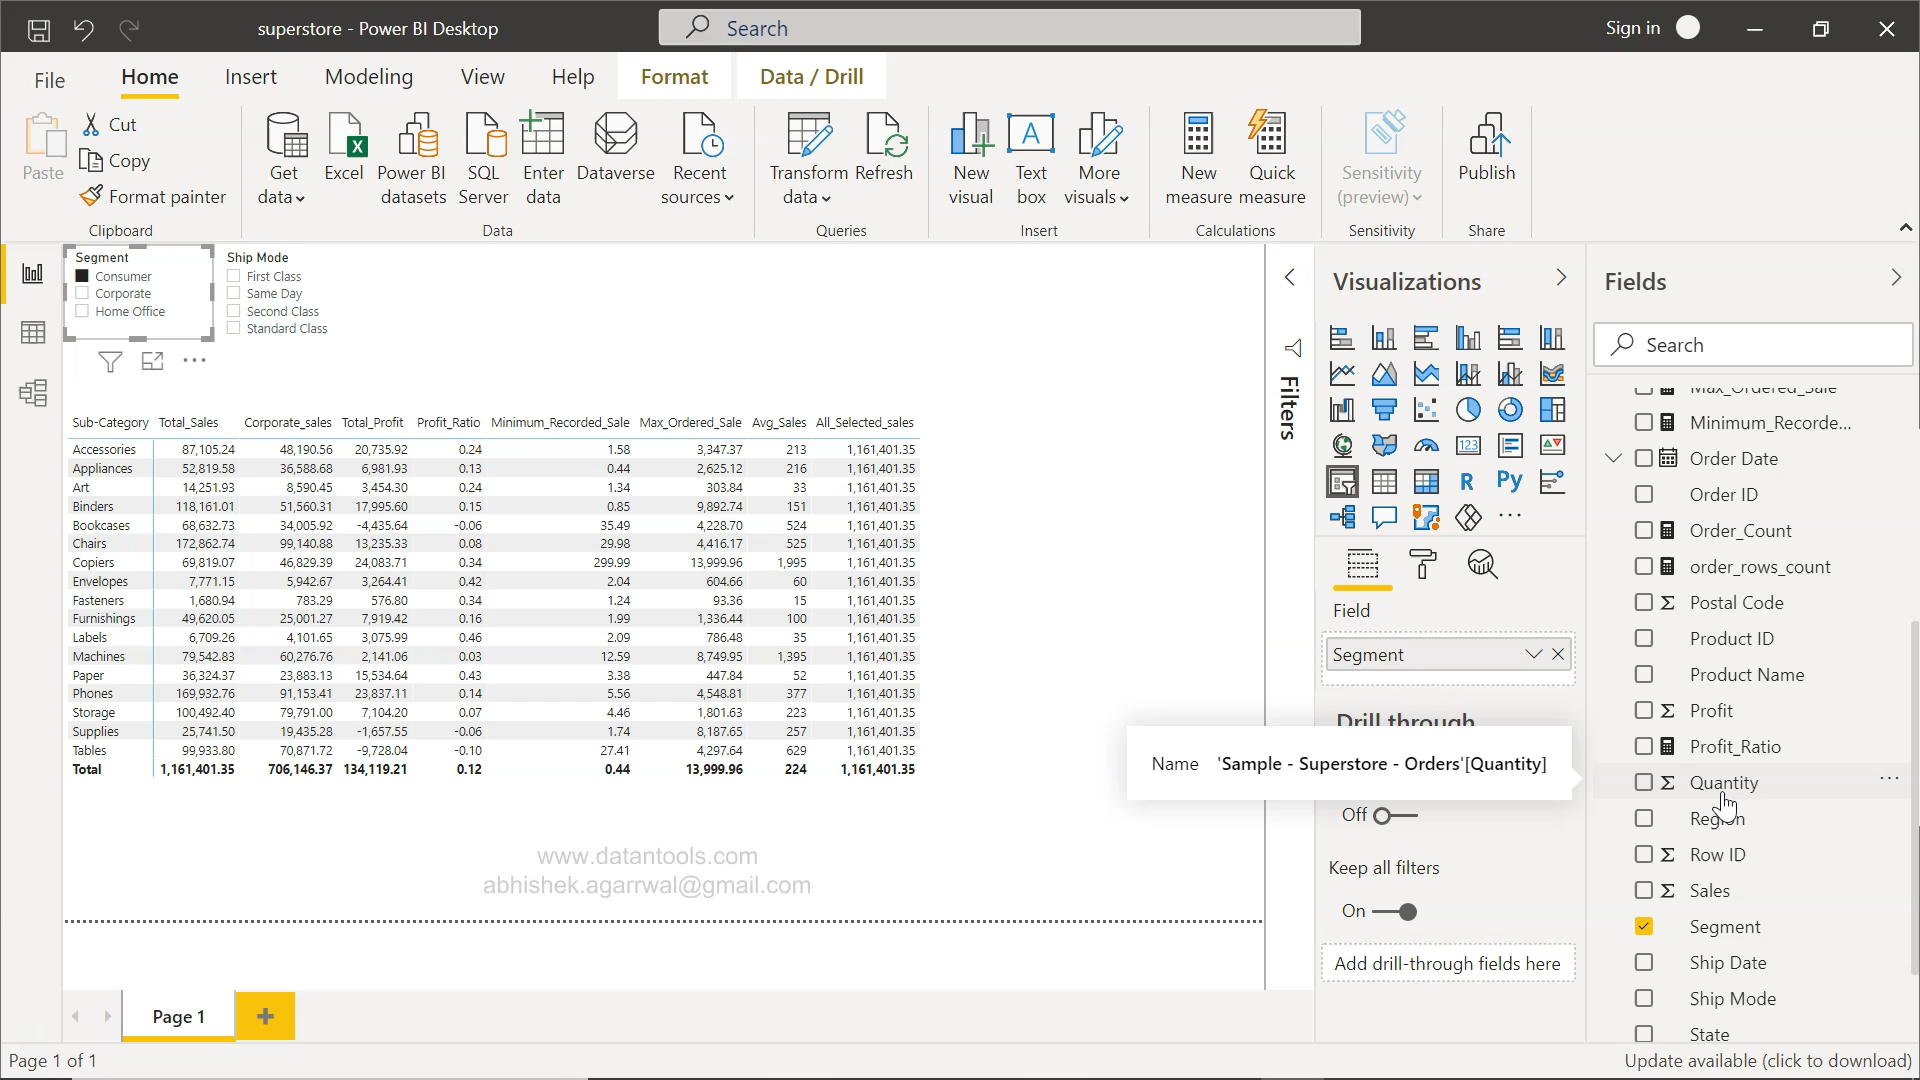 superstore - Power BI Desktop
Search
Sign in
File
Home
Insert
Modeling
View
Help
Format
Data / Drill
Paste
Cut
Copy
Format painter
Clipboard
Get data
Excel
Power BI datasets
SQL Server
Enter data
Dataverse
Recent sources
Data
Transform data
Refresh
Queries
New visual
Text box
More visuals
Insert
New measure
Quick measure
Calculations
Sensitivity (preview)
Sensitivity
Publish
Share
Segment
Consumer
Corporate
Home Office
Ship Mode
First Class
Same Day
Second Class
Standard Class
Sub-Category Total_Sales Corporate_sales Total_Profit Profit_Ratio Minimum_Recorded_Sale Max_Ordered_Sale Avg_Sales All_Selected_sales
Accessories 87,105.24 48,190.56 20,735.92 0.24 1.58 3,347.37 213 1,161,401.35
Appliances 52,819.58 36,588.68 6,981.93 0.13 0.44 2,625.12 216 1,161,401.35
Art 14,251.93 8,590.45 3,454.30 0.24 1.34 303.84 33 1,161,401.35
Binders 118,161.01 51,560.31 17,995.60 0.15 0.85 9,892.74 151 1,161,401.35
Bookcases 68,632.73 34,005.92 -4,435.64 -0.06 35.49 4,228.70 524 1,161,401.35
Chairs 172,862.74 99,140.88 13,235.33 0.08 29.98 4,416.17 525 1,161,401.35
Copiers 69,819.07 46,829.39 24,083.71 0.34 299.99 13,999.96 1,995 1,161,401.35
Envelopes 7,771.15 5,942.67 3,264.41 0.42 2.04 604.66 60 1,161,401.35
Fasteners 1,680.94 783.29 576.80 0.34 1.24 93.36 15 1,161,401.35
Furnishings 49,620.05 25,001.27 7,919.42 0.16 1.99 1,336.44 100 1,161,401.35
Labels 6,709.26 4,101.65 3,075.99 0.46 2.09 786.48 35 1,161,401.35
Machines 79,542.83 60,276.76 2,141.06 0.03 12.59 8,749.95 1,395 1,161,401.35
Paper 36,324.37 23,883.13 15,534.64 0.43 3.38 447.84 52 1,161,401.35
Phones 169,932.76 91,153.41 23,837.11 0.14 5.56 4,548.81 377 1,161,401.35
Storage 100,492.40 79,791.00 7,104.20 0.07 4.46 1,801.63 223 1,161,401.35
Supplies 25,741.50 19,435.28 -1,657.55 -0.06 1.74 8,187.65 257 1,161,401.35
Tables 99,933.80 70,871.72 -9,728.04 -0.10 27.41 4,297.64 629 1,161,401.35
Total 1,161,401.35 706,146.37 134,119.21 0.12 0.44 13,999.96 224 1,161,401.35
www.datantools.com
abhishek.agarrwal@gmail.com
Filters
Visualizations
123
R
Py
Field
Segment
Drill through
Name 'Sample - Superstore - Orders'[Quantity]
Off
Keep all filters
On
Add drill-through fields here
Fields
Search
Max_Ordered_Sale
Minimum_Recorde...
Order Date
Order ID
Order_Count
order_rows_count
Postal Code
Product ID
Product Name
Profit
Profit_Ratio
Quantity
Region
Row ID
Sales
Segment
Ship Date
Ship Mode
State
Page 1
Page 1 of 1
Update available (click to download)